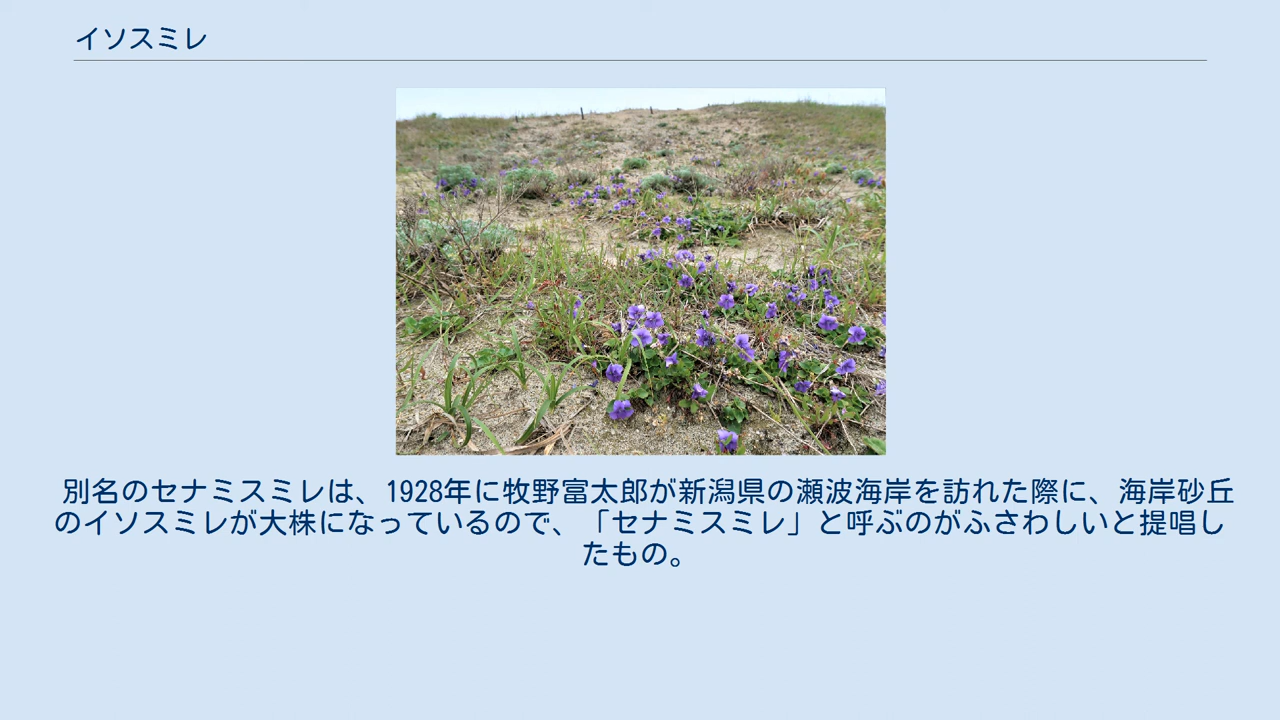 イソスミレ
別名のセナミスミレは、1928年に牧野富太郎が新潟県の瀬波海岸を訪れた際に、海岸砂丘
のイソスミレが大株になっているので、「セナミスミレ」と呼ぶのがふさわしいと提唱し
たもの。